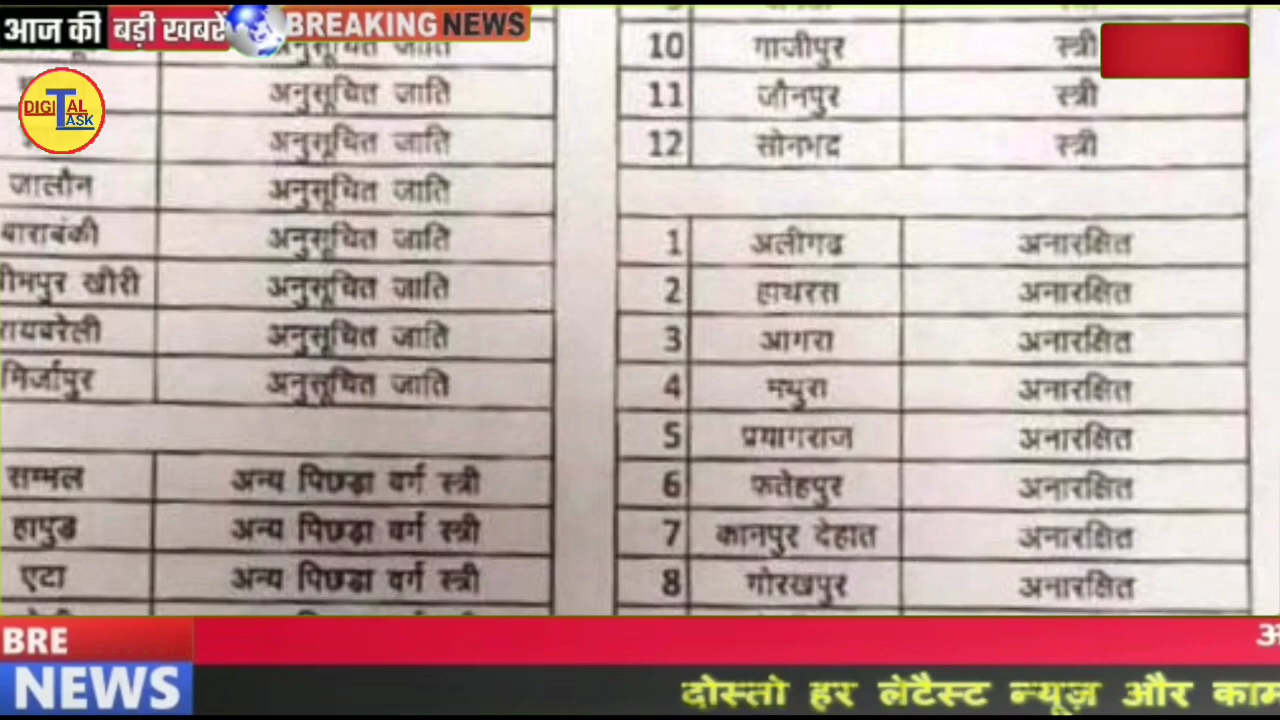 आज की बड़ी खबरें BREAKING NEWS
DIGITAL TASK
अनुसूचित जाति
अनुसूचित जाति
अनुसूचित जाति
जालौन अनुसूचित जाति
बाराबंकी अनुसूचित जाति
खीरी अनुसूचित जाति
रायबरेली अनुसूचित जाति
मिर्जापुर अनुसूचित जाति
सम्भल अन्य पिछड़ा वर्ग स्त्री
हापुड अन्य पिछड़ा वर्ग स्त्री
एटा अन्य पिछड़ा वर्ग स्त्री
10 गाजीपुर स्त्री
11 जौनपुर स्त्री
12 सोनभद्र स्त्री
1 अलीगढ अनारक्षित
2 हाथरस अनारक्षित
3 आगरा अनारक्षित
4 मथुरा अनारक्षित
5 प्रयागराज अनारक्षित
6 फतेहपुर अनारक्षित
7 कानपुर देहात अनारक्षित
8 गोरखपुर अनारक्षित
BRE
NEWS
दोस्तो हर लेटैस्ट न्यूज़ और काम